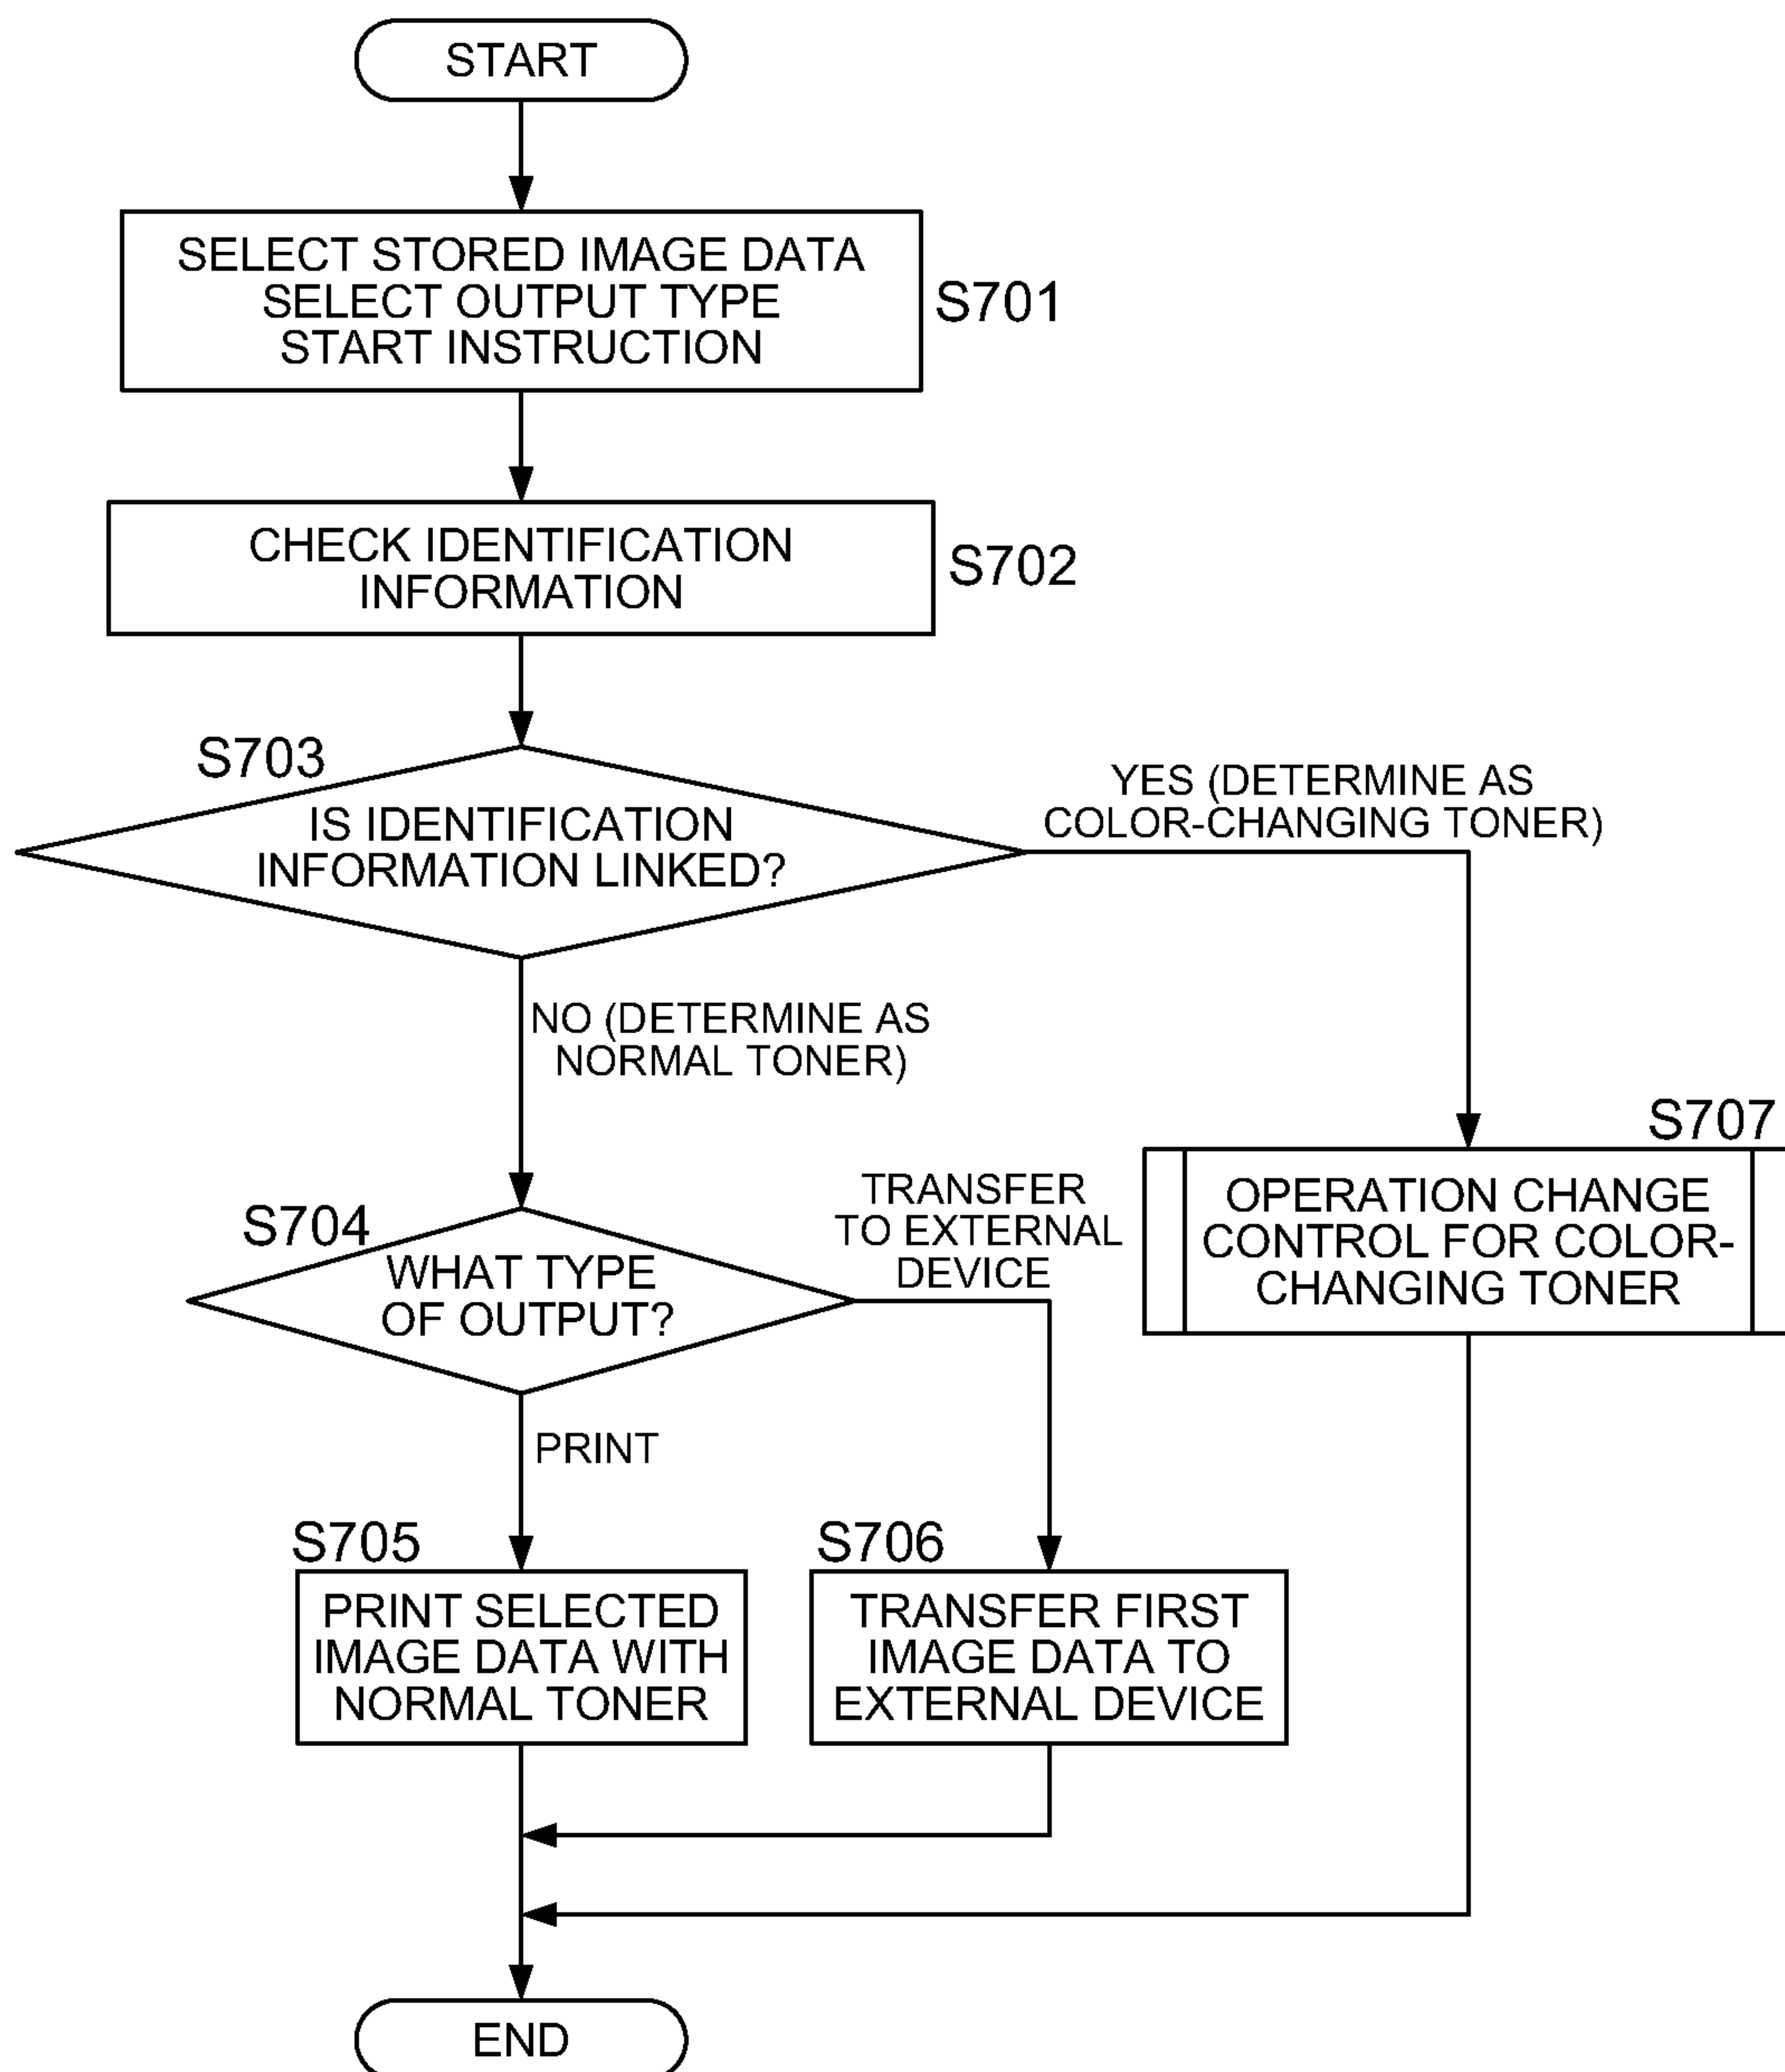 START
SELECT STORED IMAGE DATA
SELECT OUTPUT TYPE
START INSTRUCTION
S701
CHECK IDENTIFICATION
INFORMATION
S702
S703
IS IDENTIFICATION
INFORMATION LINKED?
YES (DETERMINE AS
COLOR-CHANGING TONER)
NO (DETERMINE AS
NORMAL TONER)
S707
OPERATION CHANGE
CONTROL FOR COLOR-
CHANGING TONER
S704
WHAT TYPE
OF OUTPUT?
TRANSFER
TO EXTERNAL
DEVICE
PRINT
S705
PRINT SELECTED
IMAGE DATA WITH
NORMAL TONER
S706
TRANSFER FIRST
IMAGE DATA TO
EXTERNAL DEVICE
END